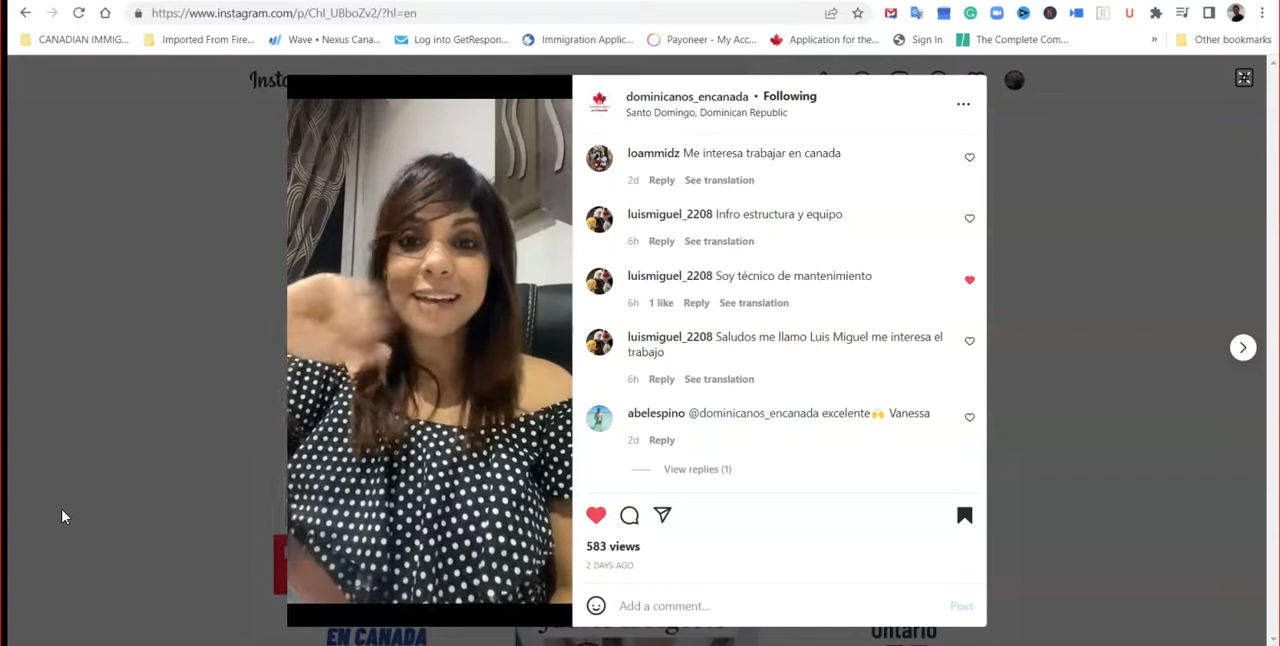 https://www.instagram.com/p/ChI_UBboZv2/?hl=en
CANADIAN IMMIG... Imported From Fire... Wave • Nexus Cana... Log into GetRespon... Immigration Applic... Payoneer - My Acc... Application for the... Sign In The Complete Com... » Other bookmarks
dominicanos_encanada • Following
Santo Domingo, Dominican Republic
loammidz Me interesa trabajar en canada
2d Reply See translation
luismiguel_2208 Infro estructura y equipo
6h Reply See translation
luismiguel_2208 Soy técnico de mantenimiento
6h 1 like Reply See translation
luismiguel_2208 Saludos me llamo Luis Miguel me interesa el
trabajo
6h Reply See translation
abelespino @dominicanos_encanada excelente🙌 Vanessa
2d Reply
View replies (1)
583 views
2 DAYS AGO
Add a comment... Post
EN CANADA
Ontario